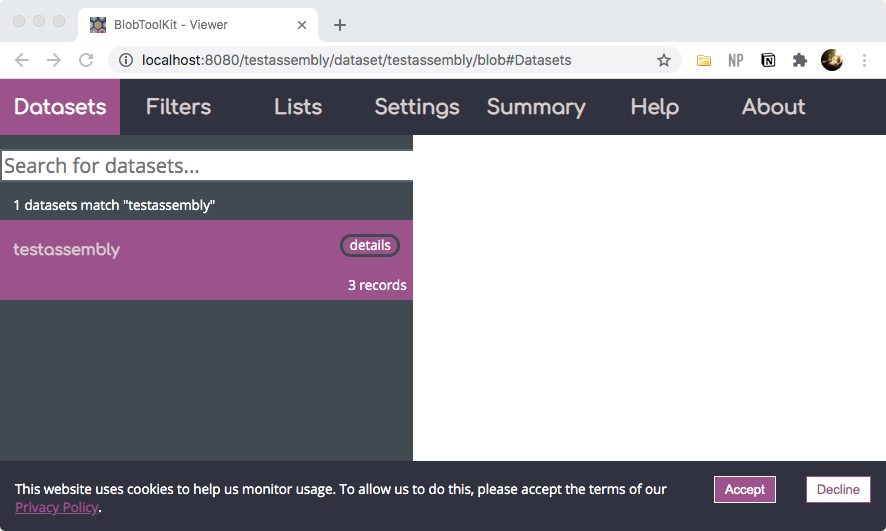 BlobToolKit - Viewer
localhost:8080/testassembly/dataset/testassembly/blob#Datasets
NP
Datasets Filters Lists Settings Summary Help About
Search for datasets...
1 datasets match "testassembly"
testassembly details
3 records
This website uses cookies to help us monitor usage. To allow us to do this, please accept the terms of our
Privacy Policy.
Accept Decline